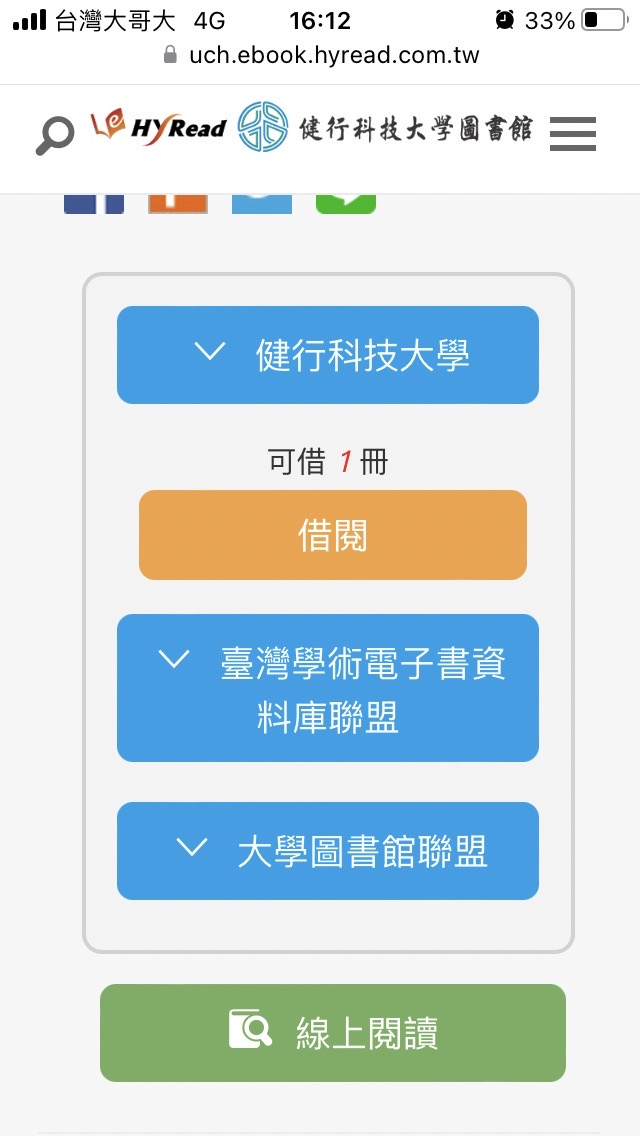 台灣大哥大 4G 16:12 33%
uch.ebook.hyread.com.tw
HyRead 健行科技大學圖書館
健行科技大學
可借 1 冊
借閱
臺灣學術電子書資
料庫聯盟
大學圖書館聯盟
線上閱讀